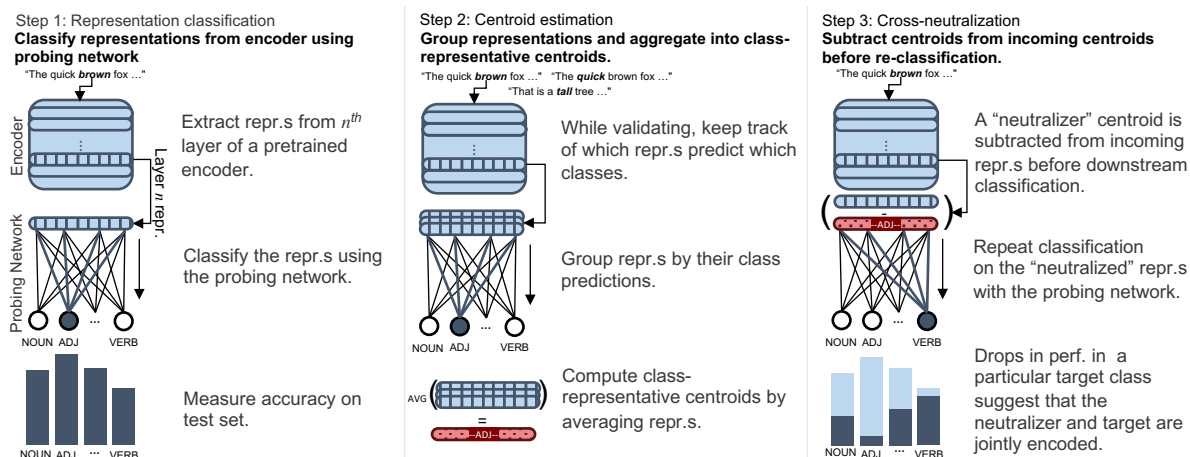 Step 1: Representation classification
Classify representations from encoder using
probing network
“The quick brown fox ...”
Encoder
Extract repr.s from nth
layer of a pretrained
encoder.
Layer n repr.
Probing Network
Classify the repr.s using
the probing network.
NOUN ADJ ... VERB
Measure accuracy on
test set.
NOUN ADJ ... VERB
Step 2: Centroid estimation
Group representations and aggregate into class-
representative centroids.
“The quick brown fox ...” “The quick brown fox ...”
“That is a tall tree ...”
While validating, keep track
of which repr.s predict which
classes.
Group repr.s by their class
predictions.
NOUN ADJ ... VERB
AVG ( )
=
--ADJ--
Compute class-
representative centroids by
averaging repr.s.
Step 3: Cross-neutralization
Subtract centroids from incoming centroids
before re-classification.
“The quick brown fox ...”
A “neutralizer” centroid is
subtracted from incoming
repr.s before downstream
classification.
( - )
--ADJ--
Repeat classification
on the “neutralized” repr.s
with the probing network.
NOUN ADJ ... VERB
Drops in perf. in a
particular target class
suggest that the
neutralizer and target are
jointly encoded.
NOUN ADJ ... VERB